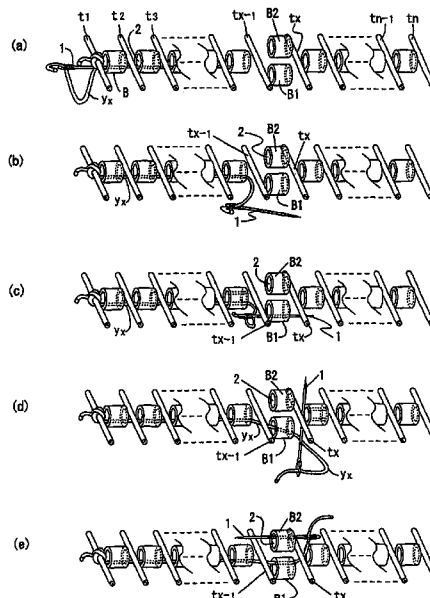 (a) t1 t2 t3 2 tx-1 B2 tx tn-1 tn
1 yx B B1
(b) tx-1 2 B2 tx
yx B1
1
(c) 2 B2
yx tx-1 B1 tx 1
(d) 2 B2 1
yx tx-1 B1 tx yx
(e) 1 2 B2
tx-1 B1 tx